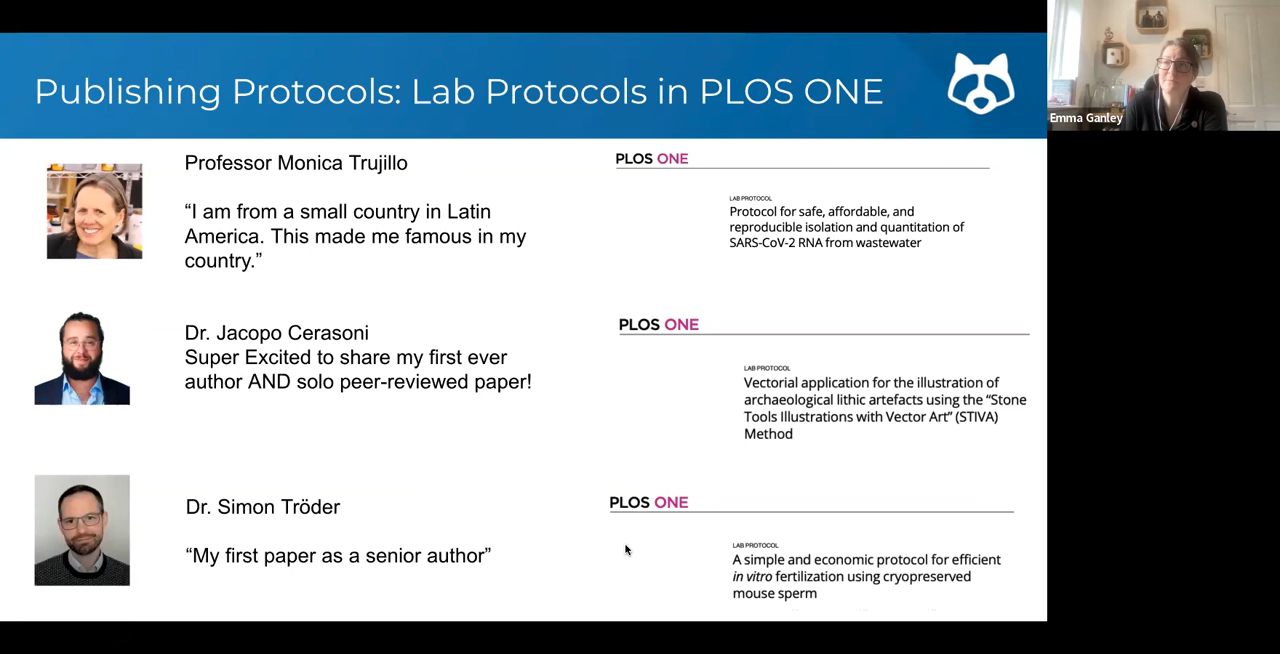 Publishing Protocols: Lab Protocols in PLOS ONE
Emma Ganley
Professor Monica Trujillo
“I am from a small country in Latin
America. This made me famous in my
country.”
PLOS ONE
LAB PROTOCOL
Protocol for safe, affordable, and
reproducible isolation and quantitation of
SARS-CoV-2 RNA from wastewater
Dr. Jacopo Cerasoni
Super Excited to share my first ever
author AND solo peer-reviewed paper!
PLOS ONE
LAB PROTOCOL
Vectorial application for the illustration of
archaeological lithic artefacts using the “Stone
Tools Illustrations with Vector Art” (STIVA)
Method
Dr. Simon Tröder
“My first paper as a senior author”
PLOS ONE
LAB PROTOCOL
A simple and economic protocol for efficient
in vitro fertilization using cryopreserved
mouse sperm